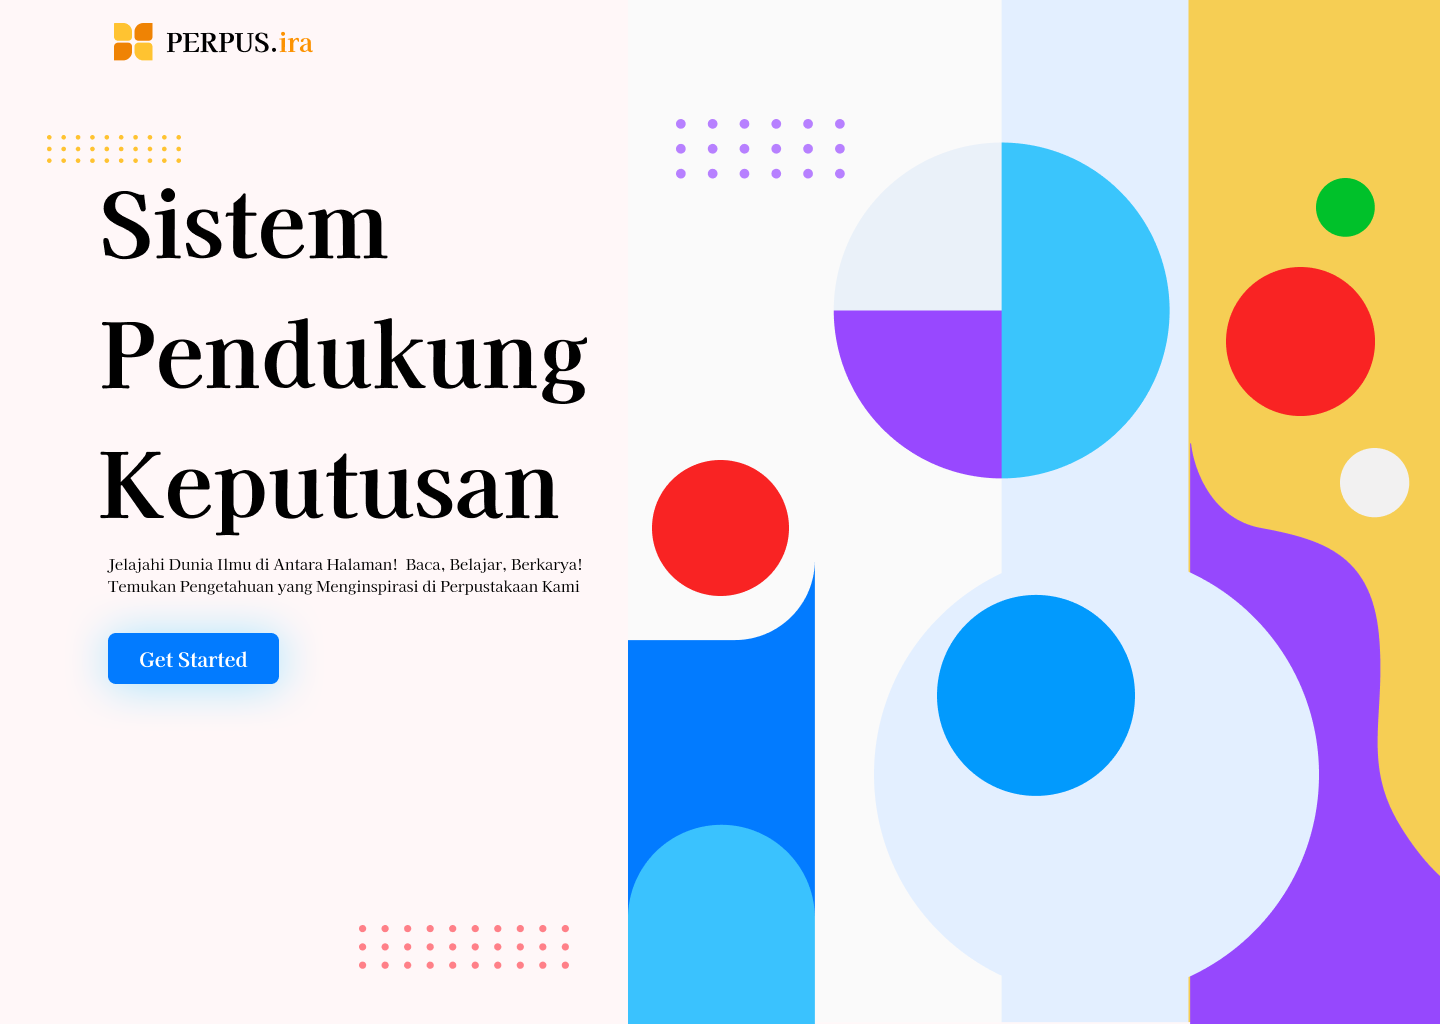 PERPUS.ira
Sistem
Pendukung
Keputusan
Jelajahi Dunia Ilmu di Antara Halaman!  Baca, Belajar, Berkarya!
Temukan Pengetahuan yang Menginspirasi di Perpustakaan Kami
Get Started